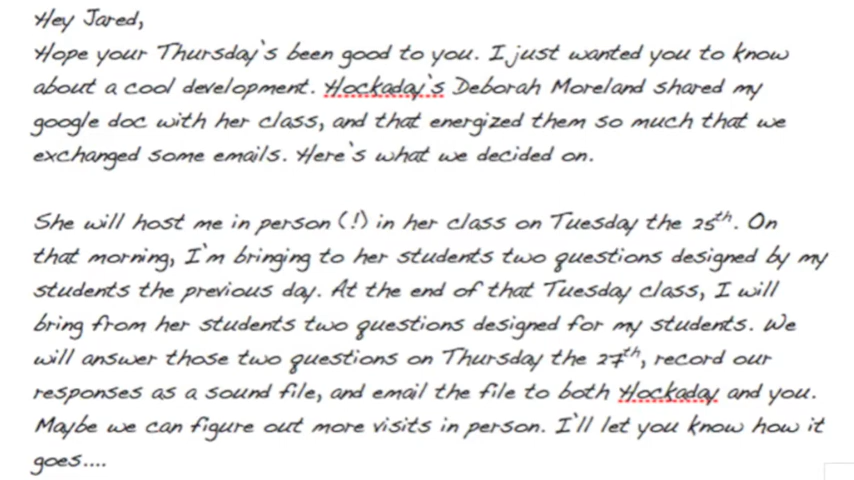 Hey Jared,
Hope your Thursday's been good to you. I just wanted you to know
about a cool development. Hockaday's Deborah Moreland shared my
google doc with her class, and that energized them so much that we
exchanged some emails. Here's what we decided on.
She will host me in person (!) in her class on Tuesday the 25th. On
that morning, I'm bringing to her students two questions designed by my
students the previous day. At the end of that Tuesday class, I will
bring from her students two questions designed for my students. We
will answer those two questions on Thursday the 27th, record our
responses as a sound file, and email the file to both Hockaday and you.
Maybe we can figure out more visits in person. I'll let you know how it
goes....